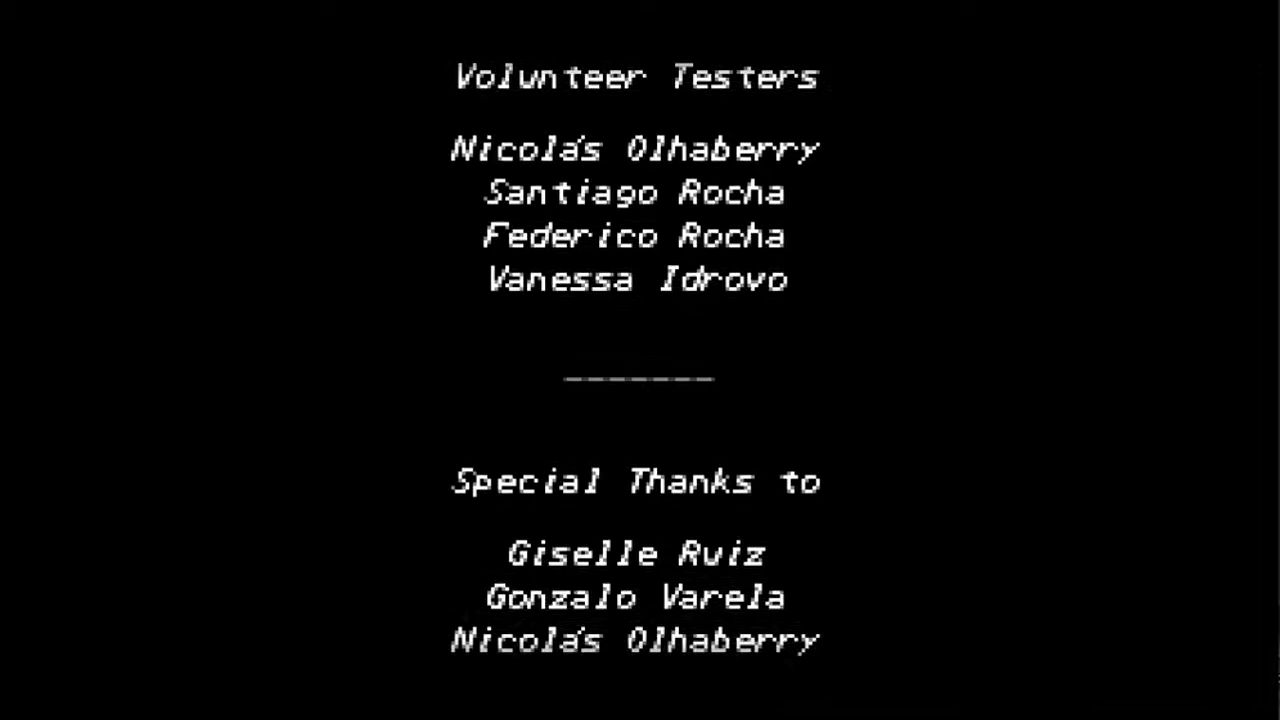 Volunteer Testers
Nicolás Olhaberry
Santiago Rocha
Federico Rocha
Vanessa Idrovo
_______
Special Thanks to
Giselle Ruiz
Gonzalo Varela
Nicolás Olhaberry